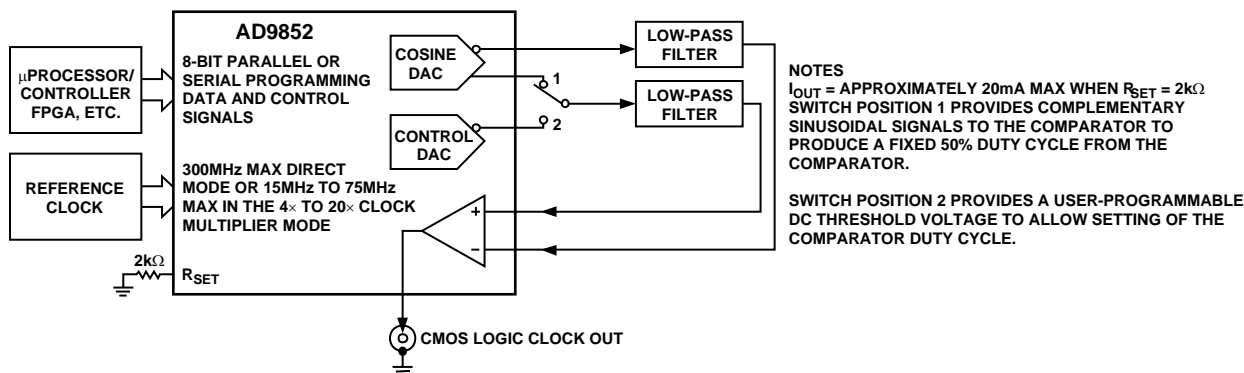 AD9852
8-BIT PARALLEL OR
SERIAL PROGRAMMING
DATA AND CONTROL
SIGNALS
µPROCESSOR/
CONTROLLER
FPGA, ETC.
COSINE
DAC
1
2
CONTROL
DAC
LOW-PASS
FILTER
LOW-PASS
FILTER
REFERENCE
CLOCK
300MHz MAX DIRECT
MODE OR 15MHz TO 75MHz
MAX IN THE 4× TO 20× CLOCK
MULTIPLIER MODE
+
–
2kΩ
RSET
CMOS LOGIC CLOCK OUT
NOTES
IOUT = APPROXIMATELY 20mA MAX WHEN RSET = 2kΩ
SWITCH POSITION 1 PROVIDES COMPLEMENTARY
SINUSOIDAL SIGNALS TO THE COMPARATOR TO
PRODUCE A FIXED 50% DUTY CYCLE FROM THE
COMPARATOR.
SWITCH POSITION 2 PROVIDES A USER-PROGRAMMABLE
DC THRESHOLD VOLTAGE TO ALLOW SETTING OF THE
COMPARATOR DUTY CYCLE.